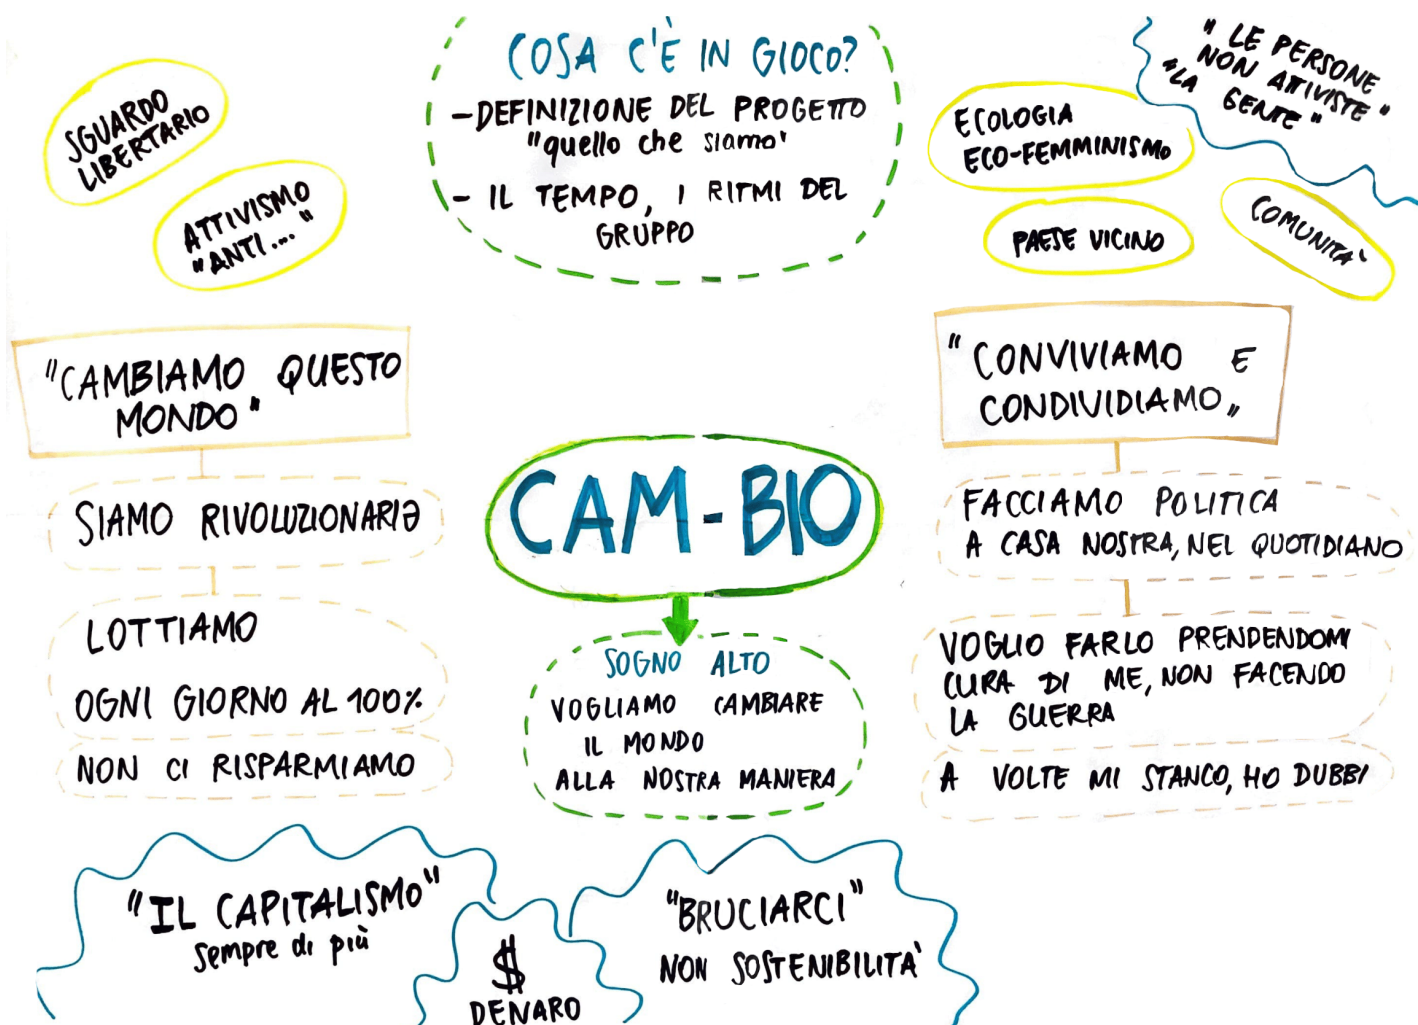 COSA C'È IN GIOCO?
-DEFINIZIONE DEL PROGETTO
"quello che siamo"
- IL TEMPO, I RITMI DEL
GRUPPO
SGUARDO
LIBERTARIO
ATTIVISMO
"ANTI...."
ECOLOGIA
ECO-FEMMINISMO
PAESE VICINO
COMUNITA'
" LE PERSONE
NON ATTIVISTE "
"LA GENTE"
"CAMBIAMO QUESTO
MONDO"
SIAMO RIVOLUZIONARIƏ
LOTTIAMO
OGNI GIORNO AL 100%
NON CI RISPARMIAMO
CAM-BIO
SOGNO ALTO
VOGLIAMO CAMBIARE
IL MONDO
ALLA NOSTRA MANIERA
"CONVIVIAMO E
CONDIVIDIAMO"
FACCIAMO POLITICA
A CASA NOSTRA, NEL QUOTIDIANO
VOGLIO FARLO PRENDENDOMI
CURA DI ME, NON FACENDO
LA GUERRA
A VOLTE MI STANCO, HO DUBBI
"IL CAPITALISMO"
sempre di più
$
DENARO
"BRUCIARCI"
NON SOSTENIBILITA'